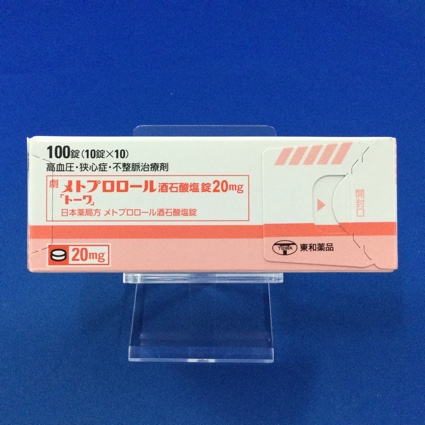 100錠(10錠×10)
高血圧・狭心症・不整脈治療剤
劇 メトプロロール酒石酸塩錠20mg
「トーワ」
日本薬局方 メトプロロール酒石酸塩錠
20mg
開封口
TOWA 東和薬品